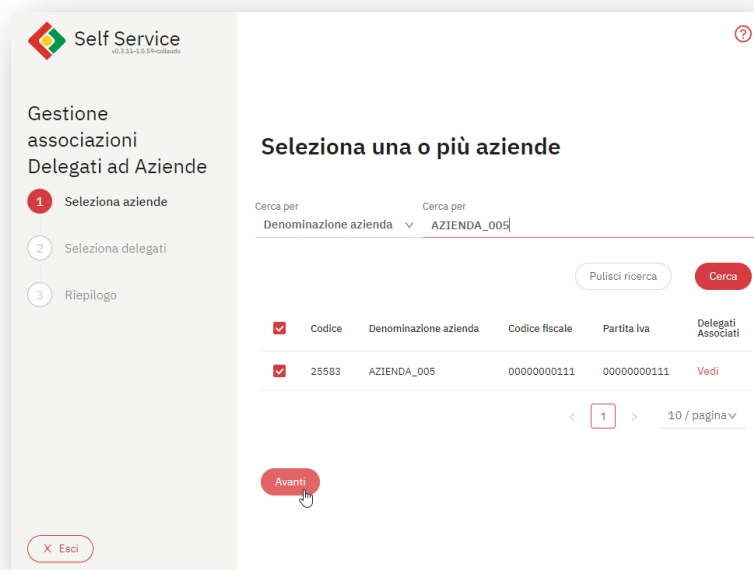 Self Service
v0.3.11-1.0.59-collaudo
Gestione
associazioni
Delegati ad Aziende
1 Seleziona aziende
2 Seleziona delegati
3 Riepilogo
X Esci
?
Seleziona una o più aziende
Cerca per Cerca per
Denominazione azienda AZIENDA_005
Pulisci ricerca Cerca
Codice Denominazione azienda Codice fiscale Partita iva Delegati Associati
25583 AZIENDA_005 00000000111 00000000111 Vedi
< 1 > 10 / pagina
Avanti